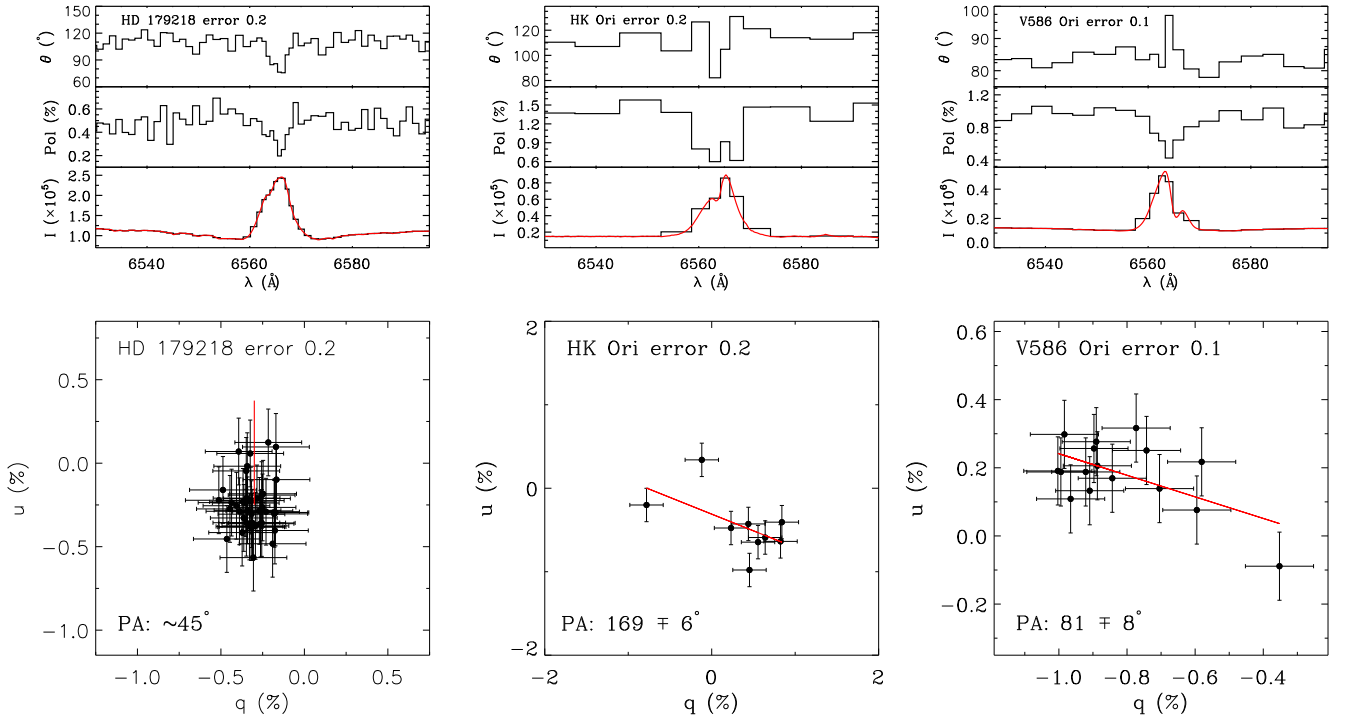 HD 179218 error 0.2
150
120
90
60
θ (°)
0.6
0.4
0.2
Pol (%)
2.5
2.0
1.5
1.0
I (×10⁶)
6540 6560 6580
λ (Å)
HK Ori error 0.2
120
100
80
θ (°)
1.5
1.2
0.9
0.6
Pol (%)
0.8
0.6
0.4
0.2
I (×10⁶)
6540 6560 6580
λ (Å)
V586 Ori error 0.1
100
90
80
θ (°)
1.2
0.8
0.4
Pol (%)
0.4
0.2
0.0
I (×10⁶)
6540 6560 6580
λ (Å)
HD 179218 error 0.2
0.5
0.0
−0.5
−1.0
u (%)
PA: ~45°
−1.0 −0.5 0.0 0.5
q (%)
HK Ori error 0.2
2
0
−2
u (%)
PA: 169 ∓ 6°
−2 0 2
q (%)
V586 Ori error 0.1
0.6
0.4
0.2
0.0
−0.2
u (%)
PA: 81 ∓ 8°
−1.0 −0.8 −0.6 −0.4
q (%)